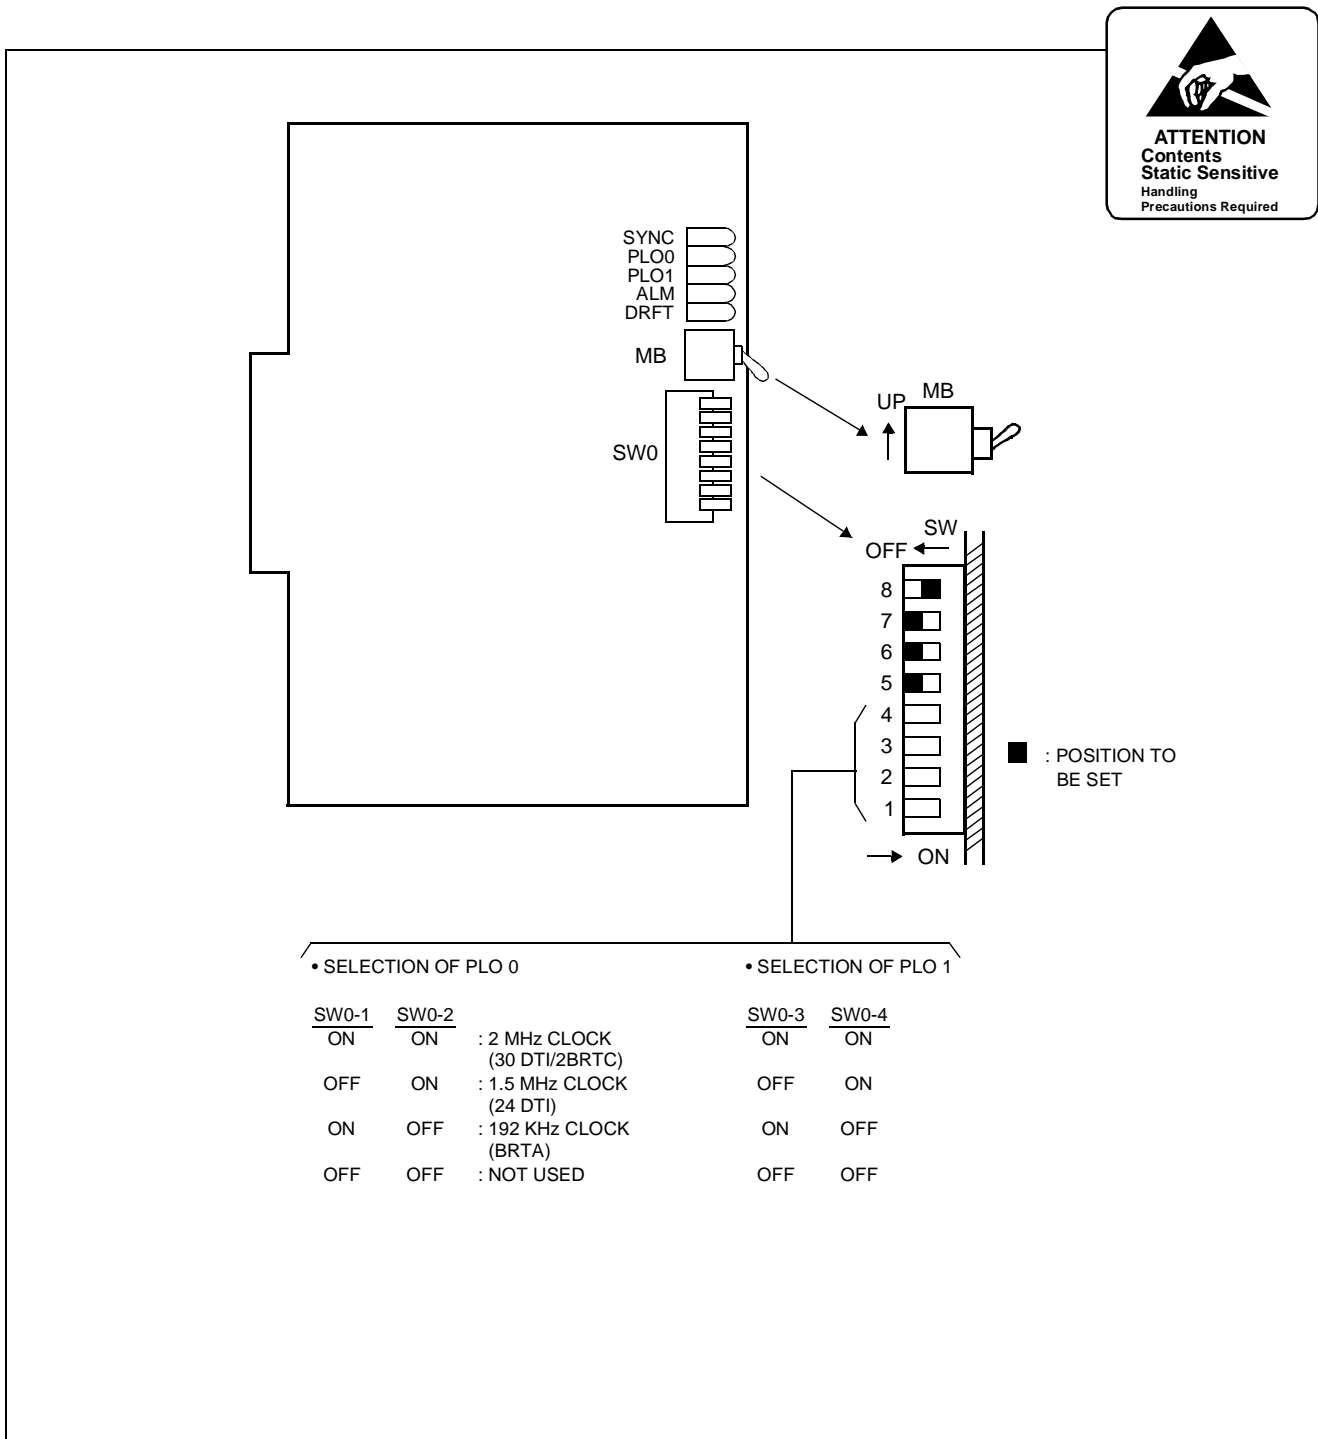 ATTENTION
Contents
Static Sensitive
Handling
Precautions Required
SYNC
PLO0
PLO1
ALM
DRFT
MB
SW0
UP MB
SW
OFF
8
7
6
5
4
3
2
1
ON
: POSITION TO
BE SET
• SELECTION OF PLO 0
SW0-1 SW0-2
ON ON : 2 MHz CLOCK
(30 DTI/2BRTC)
OFF ON : 1.5 MHz CLOCK
(24 DTI)
ON OFF : 192 KHz CLOCK
(BRTA)
OFF OFF : NOT USED
• SELECTION OF PLO 1
SW0-3 SW0-4
ON ON
OFF ON
ON OFF
OFF OFF